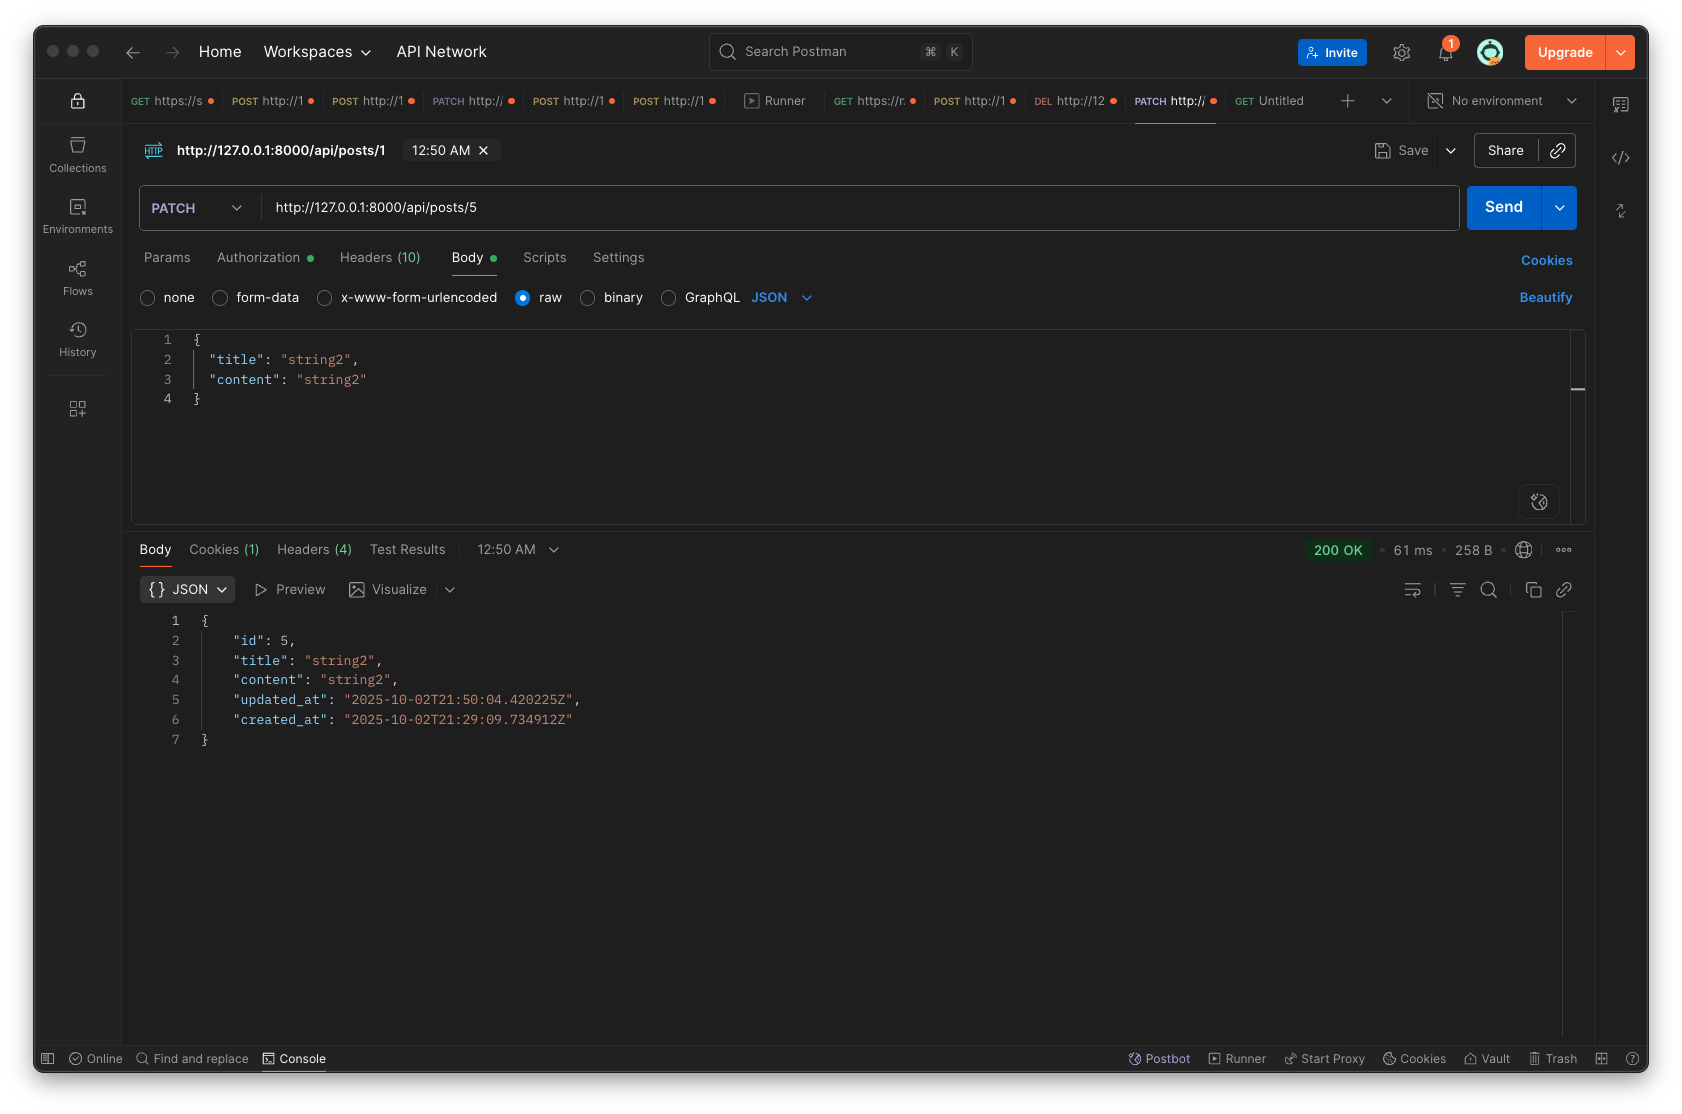 Home Workspaces API Network Search Postman ⌘ K Invite 1 Upgrade
GET https://s POST http://1 POST http://1 PATCH http:/ POST http://1 POST http://1 Runner GET https://r. POST http://1 DEL http://12 PATCH http:/ GET Untitled No environment
HTTP http://127.0.0.1:8000/api/posts/1 12:50 AM Save Share
Collections
Environments
Flows
History
PATCH http://127.0.0.1:8000/api/posts/5 Send
Params Authorization Headers (10) Body Scripts Settings Cookies
none form-data x-www-form-urlencoded raw binary GraphQL JSON Beautify
1 {
2 "title": "string2",
3 "content": "string2"
4 }
Body Cookies (1) Headers (4) Test Results 12:50 AM 200 OK 61 ms 258 B
{} JSON Preview Visualize
1 {
2 "id": 5,
3 "title": "string2",
4 "content": "string2",
5 "updated_at": "2025-10-02T21:50:04.420225Z",
6 "created_at": "2025-10-02T21:29:09.734912Z"
7 }
Online Find and replace Console Postbot Runner Start Proxy Cookies Vault Trash